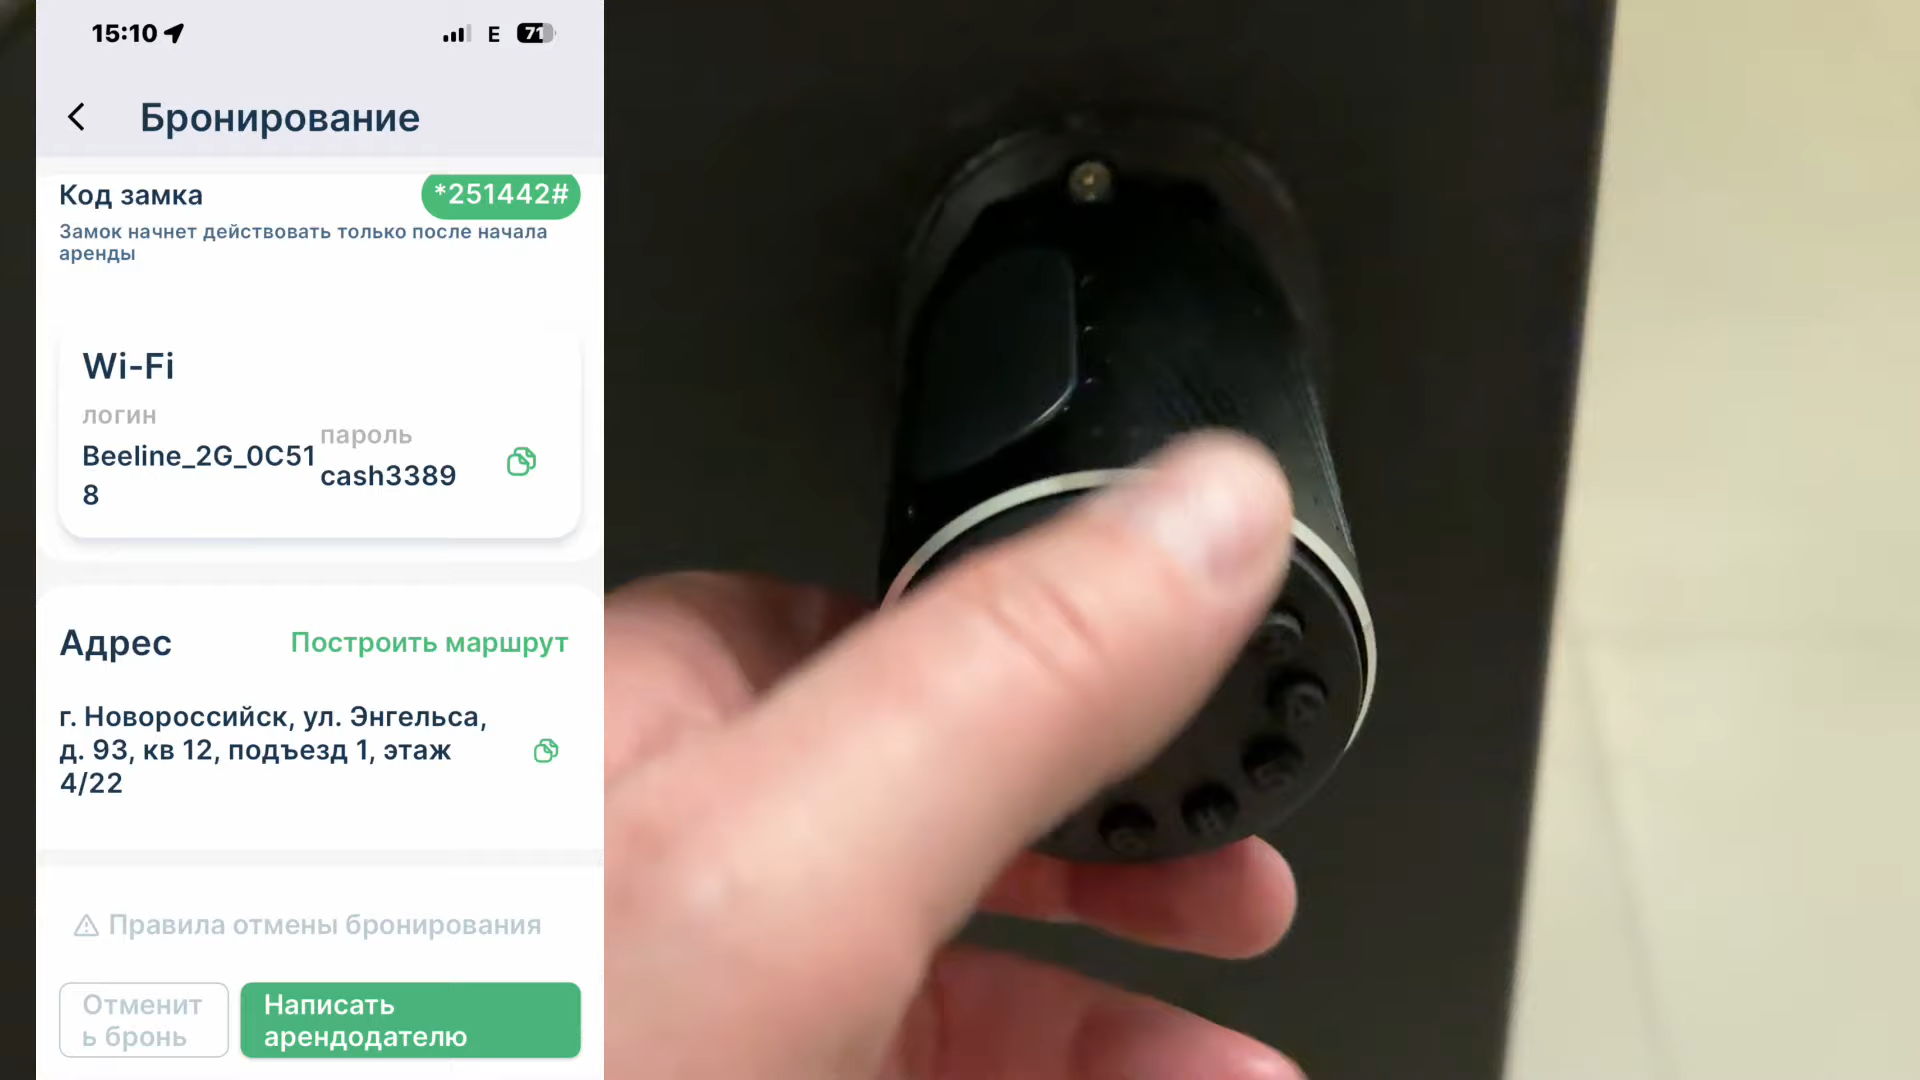 15:10
E
71
Бронирование
Код замка
*251442#
Замок начнет действовать только после начала
аренды
Wi-Fi
логин
пароль
Beeline_2G_0C51
8
cash3389
Адрес
Построить маршрут
г. Новороссийск, ул. Энгельса,
д. 93, кв 12, подъезд 1, этаж
4/22
Правила отмены бронирования
Отменит
ь бронь
Написать
арендодателю